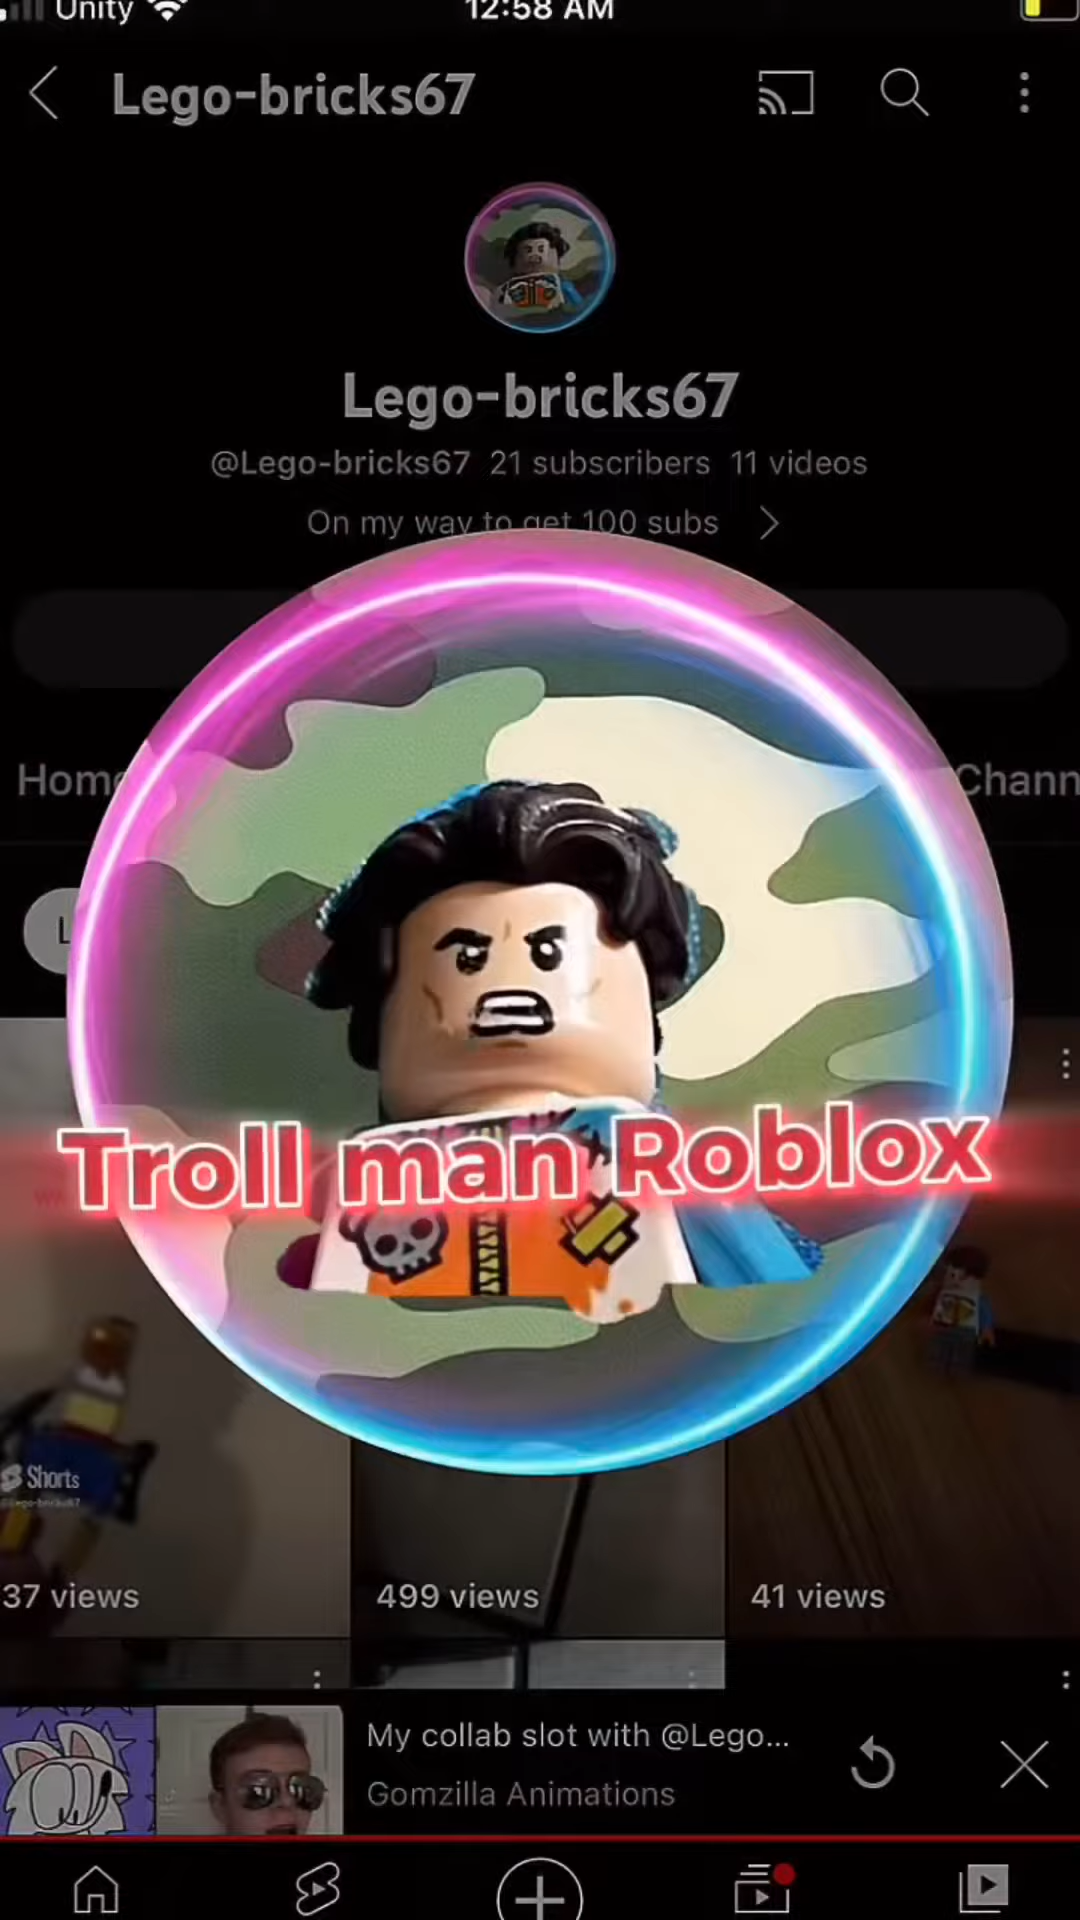 Unity
12:58 AM
Lego-bricks67
Lego-bricks67
@Lego-bricks67 21 subscribers 11 videos
On my way to get 100 subs
Home
Chann
L
Troll man Roblox
Shorts
@Lego-bricks67
37 views
499 views
41 views
My collab slot with @Lego...
Gomzilla Animations